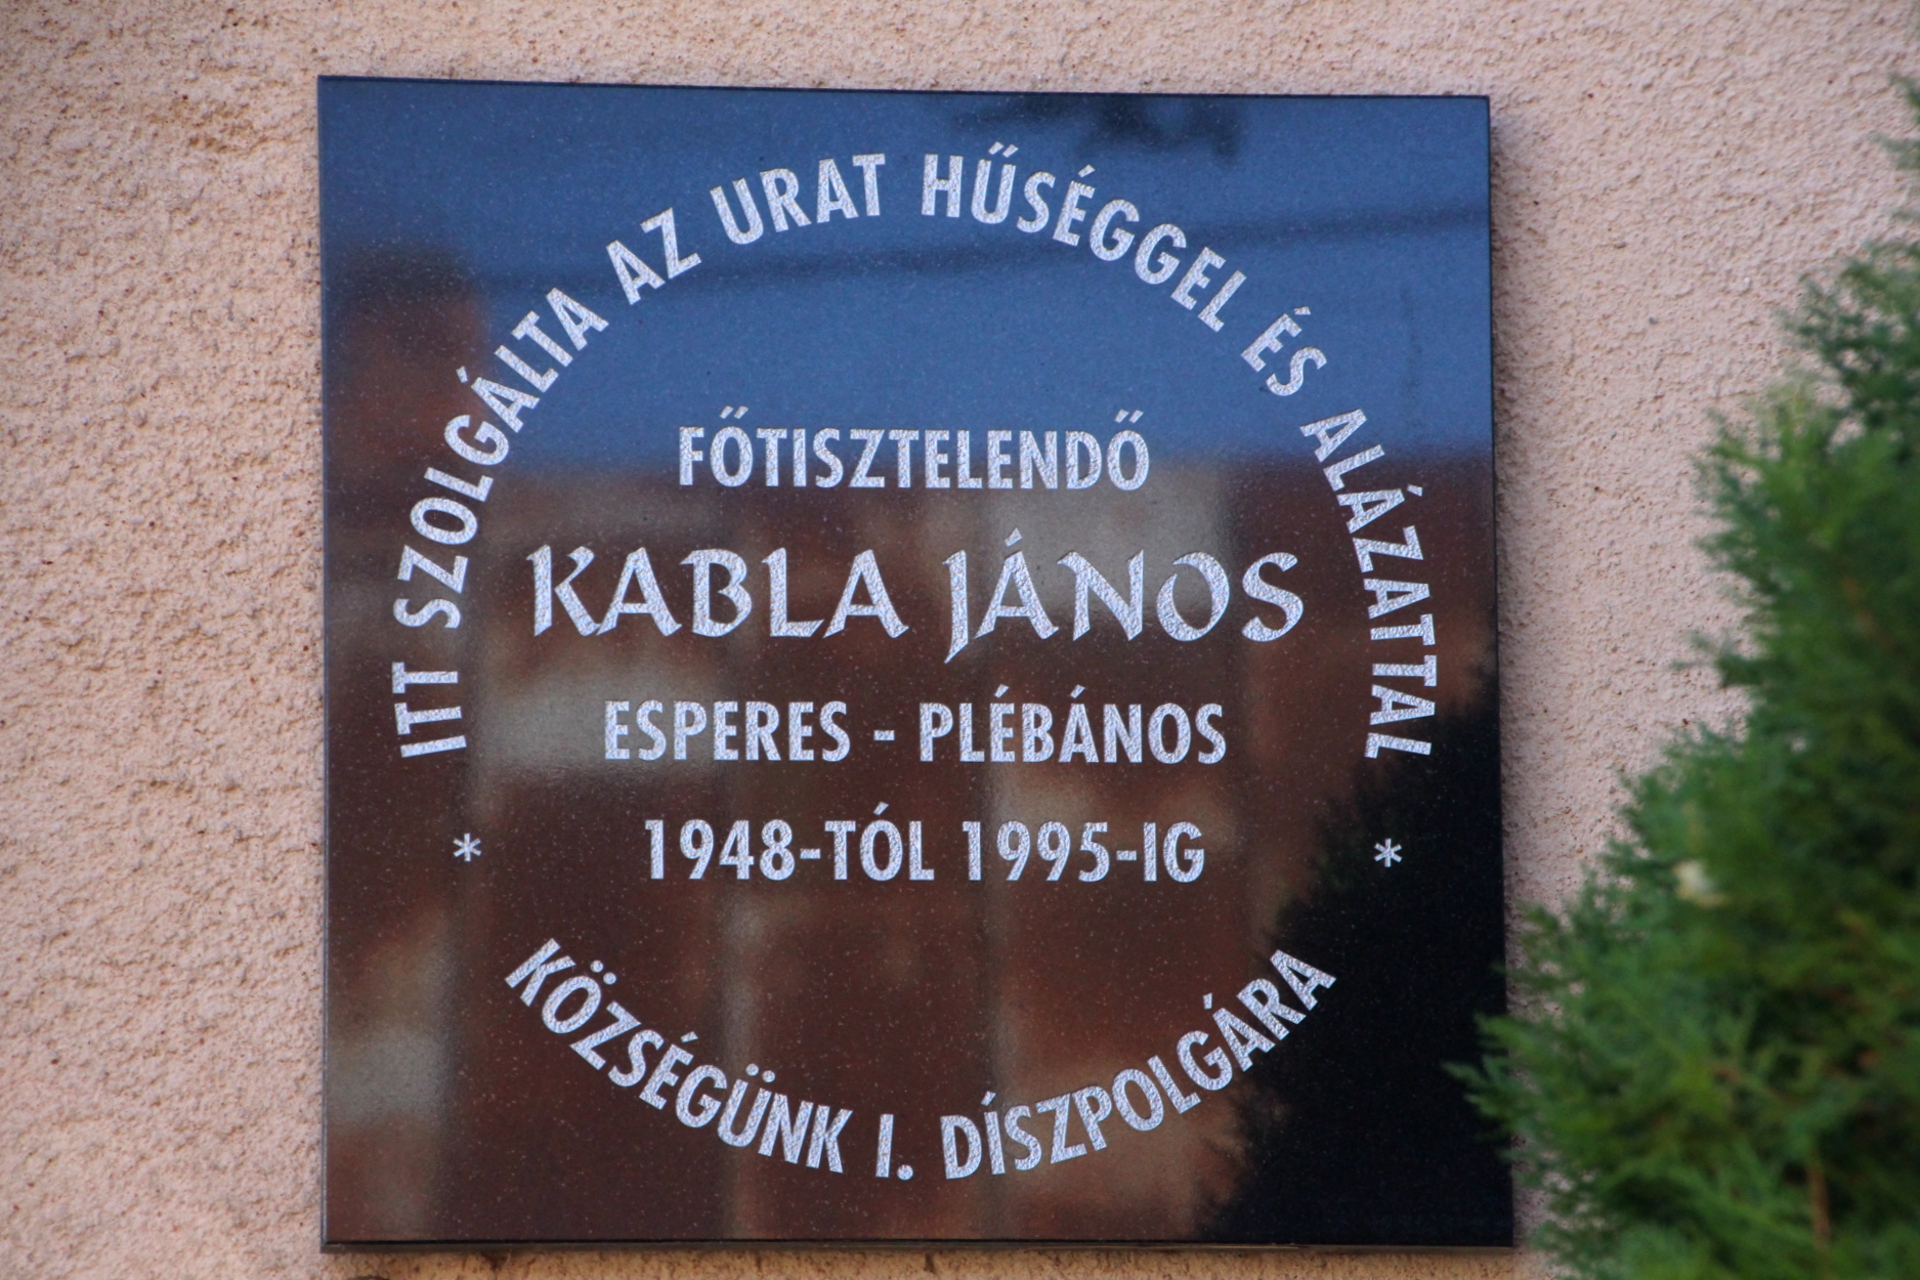 ITT SZOLGÁLTA AZ URAT HŰSÉGGEL ÉS ALÁZATTAL
FŐTISZTELENDŐ
KABLA JÁNOS
ESPERES - PLÉBÁNOS
1948-TÓL 1995-IG
* *
KÖZSÉGÜNK I. DÍSZPOLGÁRA